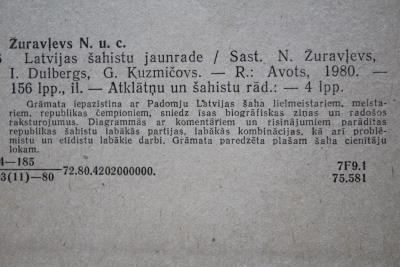 Žuravļevs N. u. c.
Latvijas šahistu jaunrade / Sast. N. Žuravļevs,
I. Dulbergs, G. Kuzmičovs. — R.: Avots, 1980. —
156 lpp., il. — Atklātņu un šahistu rād.: — 4 lpp.
Grāmata iepazīstina ar Padomju Latvijas šaha lielmeistariem, meista-
riem, republikas čempioniem, sniedz īsas biogrāfiskas ziņas un radošos
raksturojumus. Diagrammās ar komentāriem un risinājumiem parādītas
republikas šahistu labākās partijas, labākās kombinācijas, kā arī problē-
mistu un etīdistu labākie darbi. Grāmata paredzēta plašam šaha cienītāju
lokam.
4—185
3(11)—80 —72.80.4202000000.
7F9.1
75.581